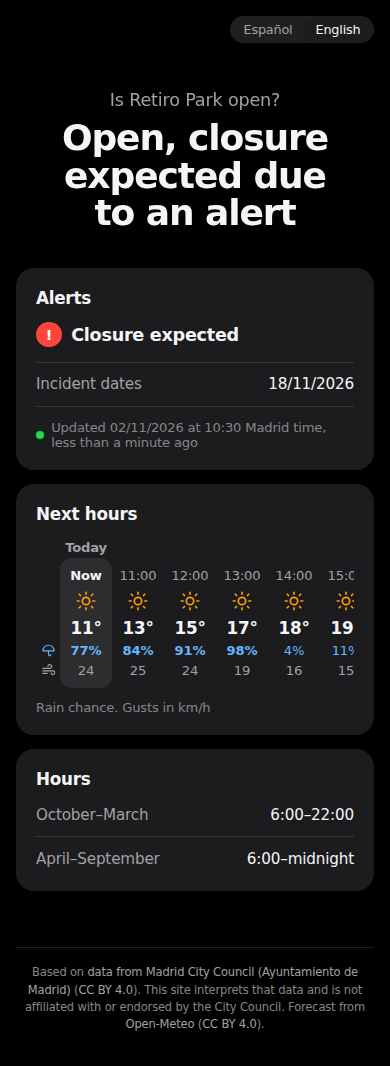 Español English
Is Retiro Park open?
Open, closure
expected due
to an alert
Alerts
! Closure expected
Incident dates 18/11/2026
Updated 02/11/2026 at 10:30 Madrid time,
less than a minute ago
Next hours
Today
Now 11:00 12:00 13:00 14:00 15:0
11° 13° 15° 17° 18° 19
77% 84% 91% 98% 4% 11%
24 25 24 19 16 15
Rain chance. Gusts in km/h
Hours
October–March 6:00–22:00
April–September 6:00–midnight
Based on data from Madrid City Council (Ayuntamiento de
Madrid) (CC BY 4.0). This site interprets that data and is not
affiliated with or endorsed by the City Council. Forecast from
Open-Meteo (CC BY 4.0).